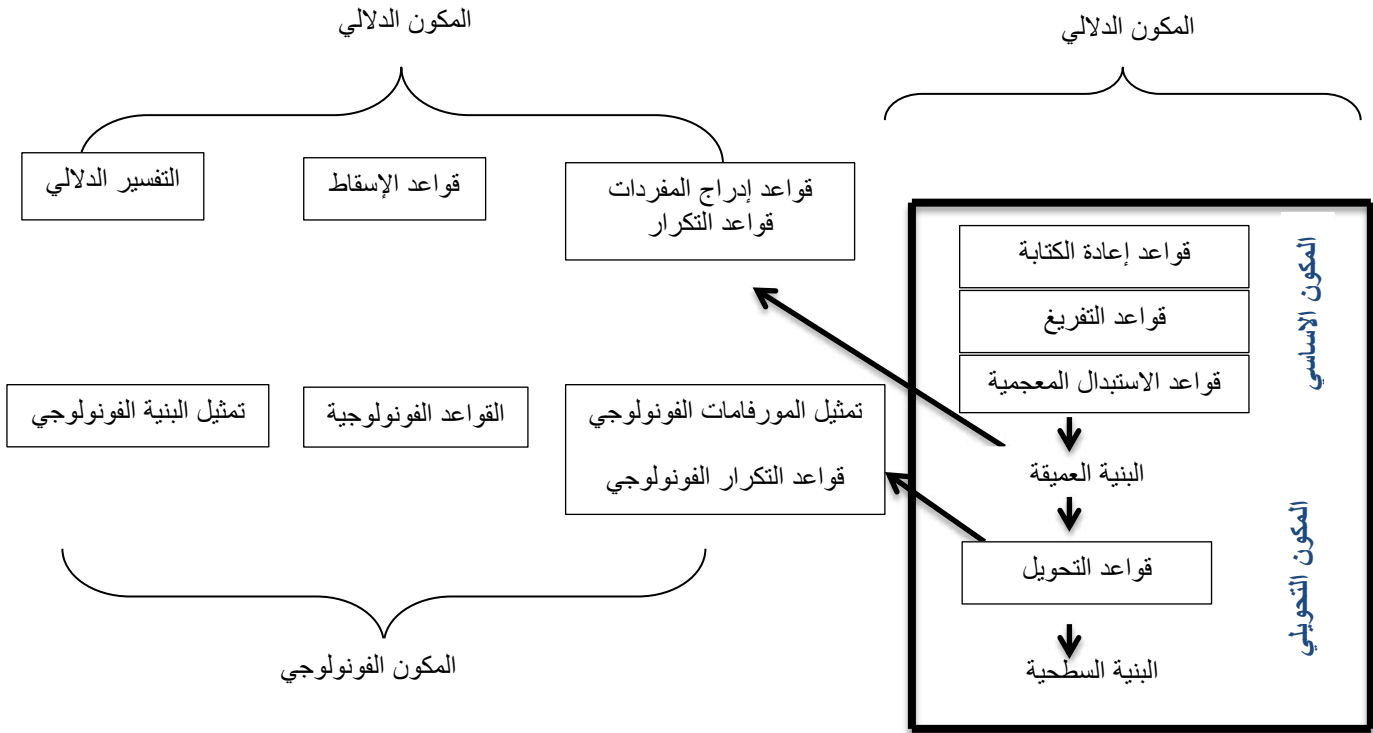 المكون الدلالي
المكون الدلالي
قواعد إدراج المفردات
قواعد التكرار
قواعد الإسقاط
التفسير الدلالي
المكون الاساسي
قواعد إعادة الكتابة
قواعد التفريغ
قواعد الاستبدال المعجمية
البنية العميقة
المكون التحويلي
قواعد التحويل
البنية السطحية
تمثيل المورفامات الفونولوجي
قواعد التكرار الفونولوجي
القواعد الفونولوجية
تمثيل البنية الفونولوجي
المكون الفونولوجي